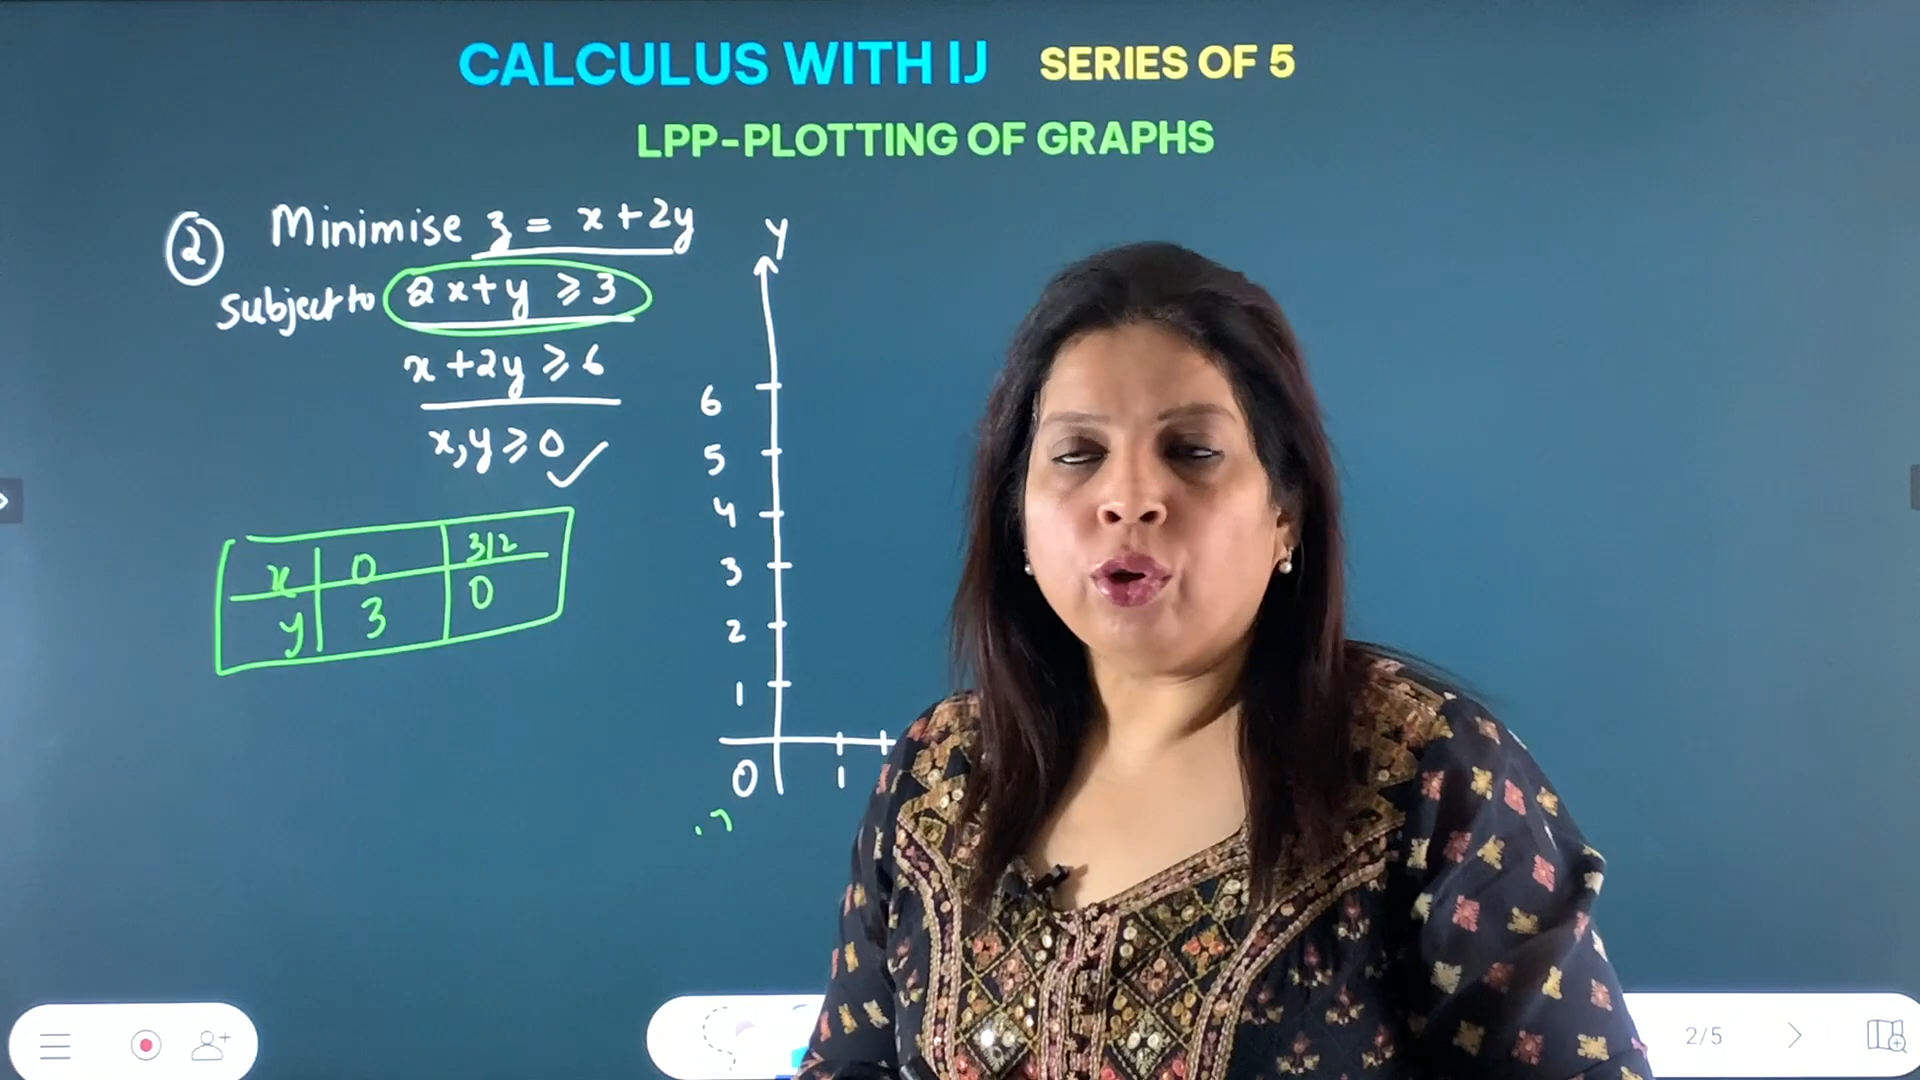 CALCULUS WITH IJ SERIES OF 5
LPP-PLOTTING OF GRAPHS
2 Minimise z = x + 2y
Subject to 2x + y ⩾ 3
x + 2y ⩾ 6
x, y ⩾ 0 ✓
x | 0 | 3/2
y | 3 | 0
Y
6
5
4
3
2
1
0 1
2/5